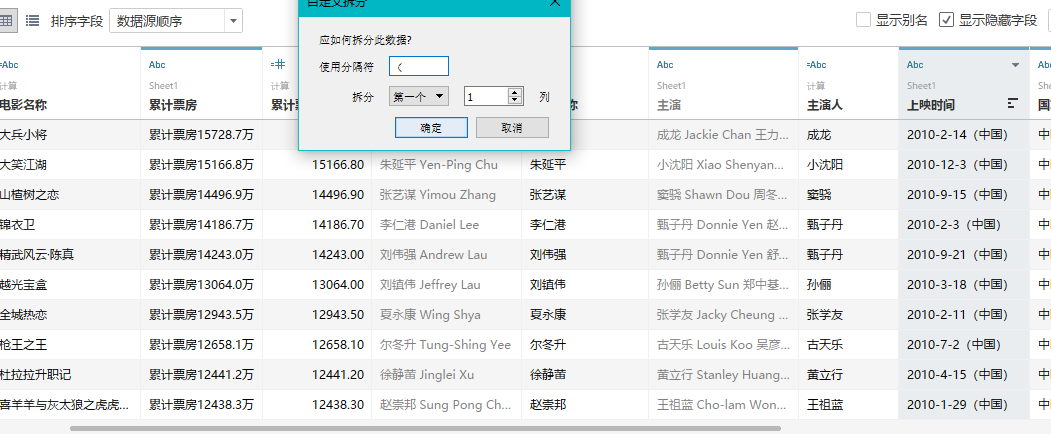 排序字段 数据源顺序 显示别名 显示隐藏字段
自定义拆分
应如何拆分此数据?
使用分隔符 （
拆分 第一个 1 列
确定 取消
=Abc Abc =# Abc Abc
计算 Sheet1 计算 Sheet1 计算 Sheet1
电影名称 累计票房 累计 称 主演 主演人 上映时间 国
大兵小将 累计票房15728.7万 成龙 Jackie Chan 王力... 成龙 2010-2-14（中国） 中
大笑江湖 累计票房15166.8万 15166.80 朱延平 Yen-Ping Chu 朱延平 小沈阳 Xiao Shenyan... 小沈阳 2010-12-3（中国） 中
山楂树之恋 累计票房14496.9万 14496.90 张艺谋 Yimou Zhang 张艺谋 窦骁 Shawn Dou 周冬... 窦骁 2010-9-15（中国） 中
锦衣卫 累计票房14186.7万 14186.70 李仁港 Daniel Lee 李仁港 甄子丹 Donnie Yen 赵... 甄子丹 2010-2-3（中国） 中
精武风云·陈真 累计票房14243.0万 14243.00 刘伟强 Andrew Lau 刘伟强 甄子丹 Donnie Yen 舒... 甄子丹 2010-9-21（中国） 中
越光宝盒 累计票房13064.0万 13064.00 刘镇伟 Jeffrey Lau 刘镇伟 孙俪 Betty Sun 郑中基... 孙俪 2010-3-18（中国） 中
全城热恋 累计票房12943.5万 12943.50 夏永康 Wing Shya 夏永康 张学友 Jacky Cheung ... 张学友 2010-2-11（中国） 中
枪王之王 累计票房12658.1万 12658.10 尔冬升 Tung-Shing Yee 尔冬升 古天乐 Louis Koo 吴彦... 古天乐 2010-7-2（中国） 中
杜拉拉升职记 累计票房12441.2万 12441.20 徐静蕾 Jinglei Xu 徐静蕾 黄立行 Stanley Huang... 黄立行 2010-4-15（中国） 中
喜羊羊与灰太狼之虎虎... 累计票房12438.3万 12438.30 赵崇邦 Sung Pong Ch... 赵崇邦 王祖蓝 Cho-lam Won... 王祖蓝 2010-1-29（中国） 中